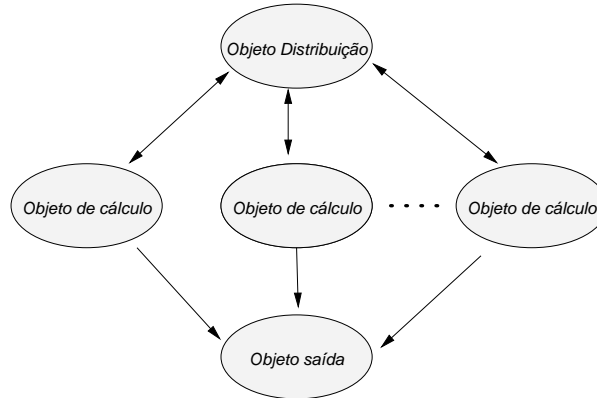 Objeto Distribuição
Objeto de cálculo
Objeto de cálculo
Objeto de cálculo
Objeto saída